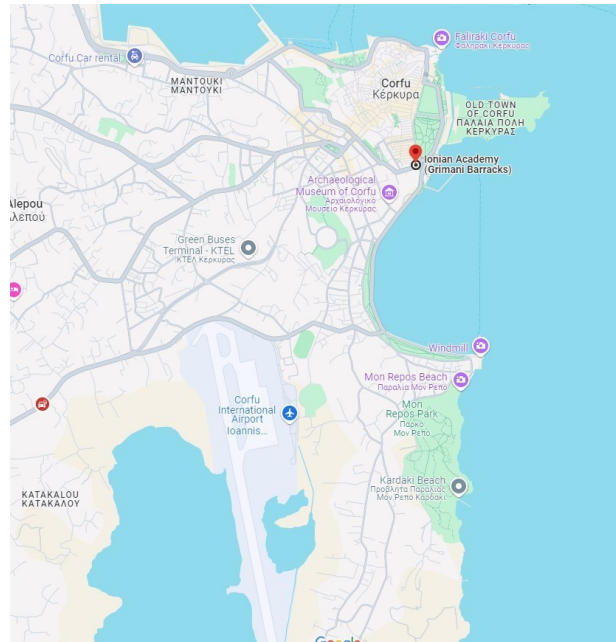 Faliraki Corfu
Φαληράκι Κέρκυρας
Corfu Car rental
ΜΑΝΤΟΥΚΙ
ΜΑΝΤΟΥΚΙ
Corfu
Κέρκυρα
OLD TOWN
OF CORFU
ΠΑΛΑΙΑ ΠΟΛΗ
ΚΕΡΚΥΡΑΣ
Ionian Academy
(Grimani Barracks)
Archaeological
Museum of Corfu
Αρχαιολογικό
Μουσείο Κέρκυρας
Alepou
λεπού
Green Buses
Terminal - KTEL
ΚΤΕΛ Κέρκυρας
Windmill
Mon Repos Beach
Παραλία Μον Ρεπό
Corfu
International
Airport
Ioannis...
Mon
Repos Park
Πάρκο
Μον Ρεπό
Kardaki Beach
Προβλήτα Παραλίας
Μον Ρεπό Καρδάκι
KATAKALOU
ΚΑΤΑΚΑΛΟΥ
Google